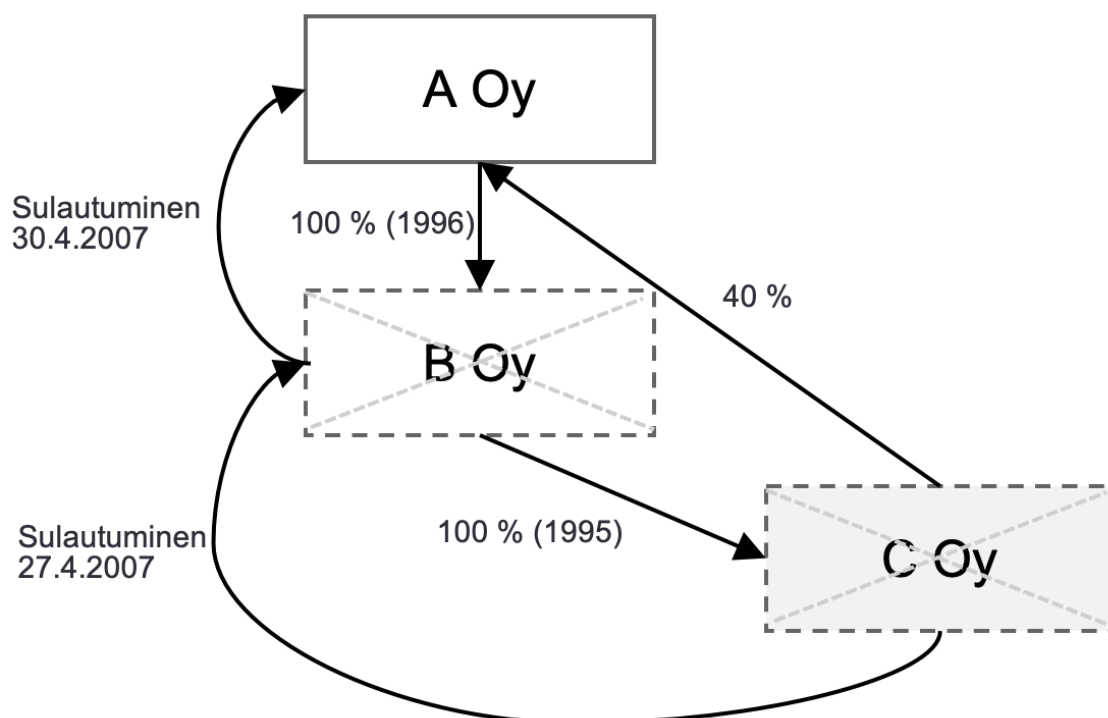 A Oy
Sulautuminen
30.4.2007
100 % (1996)
40 %
B Oy
100 % (1995)
Sulautuminen
27.4.2007
C Oy